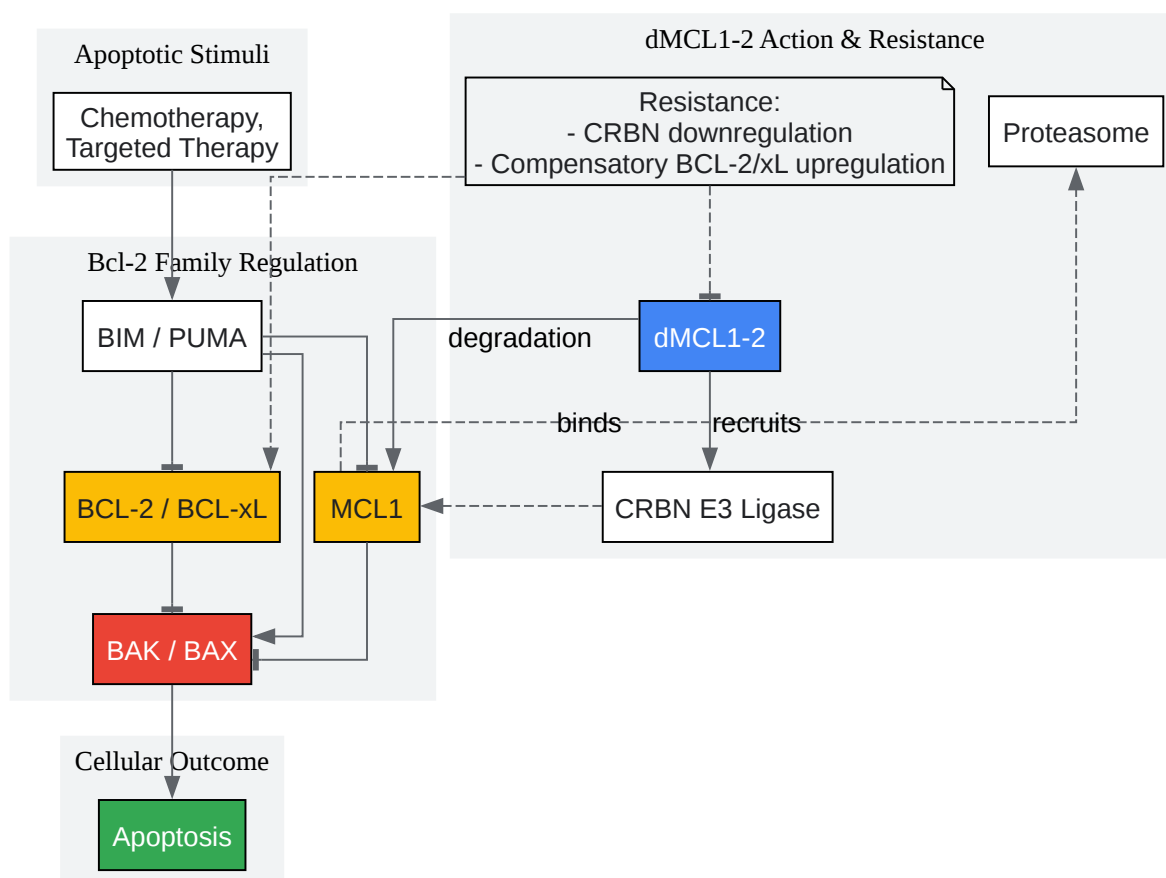 Apoptotic Stimuli
Chemotherapy,
Targeted Therapy
dMCL1-2 Action & Resistance
Resistance:
- CRBN downregulation
- Compensatory BCL-2/xL upregulation
Proteasome
Bcl-2 Family Regulation
BIM / PUMA
degradation
dMCL1-2
binds
recruits
BCL-2 / BCL-xL
MCL1
CRBN E3 Ligase
BAK / BAX
Cellular Outcome
Apoptosis